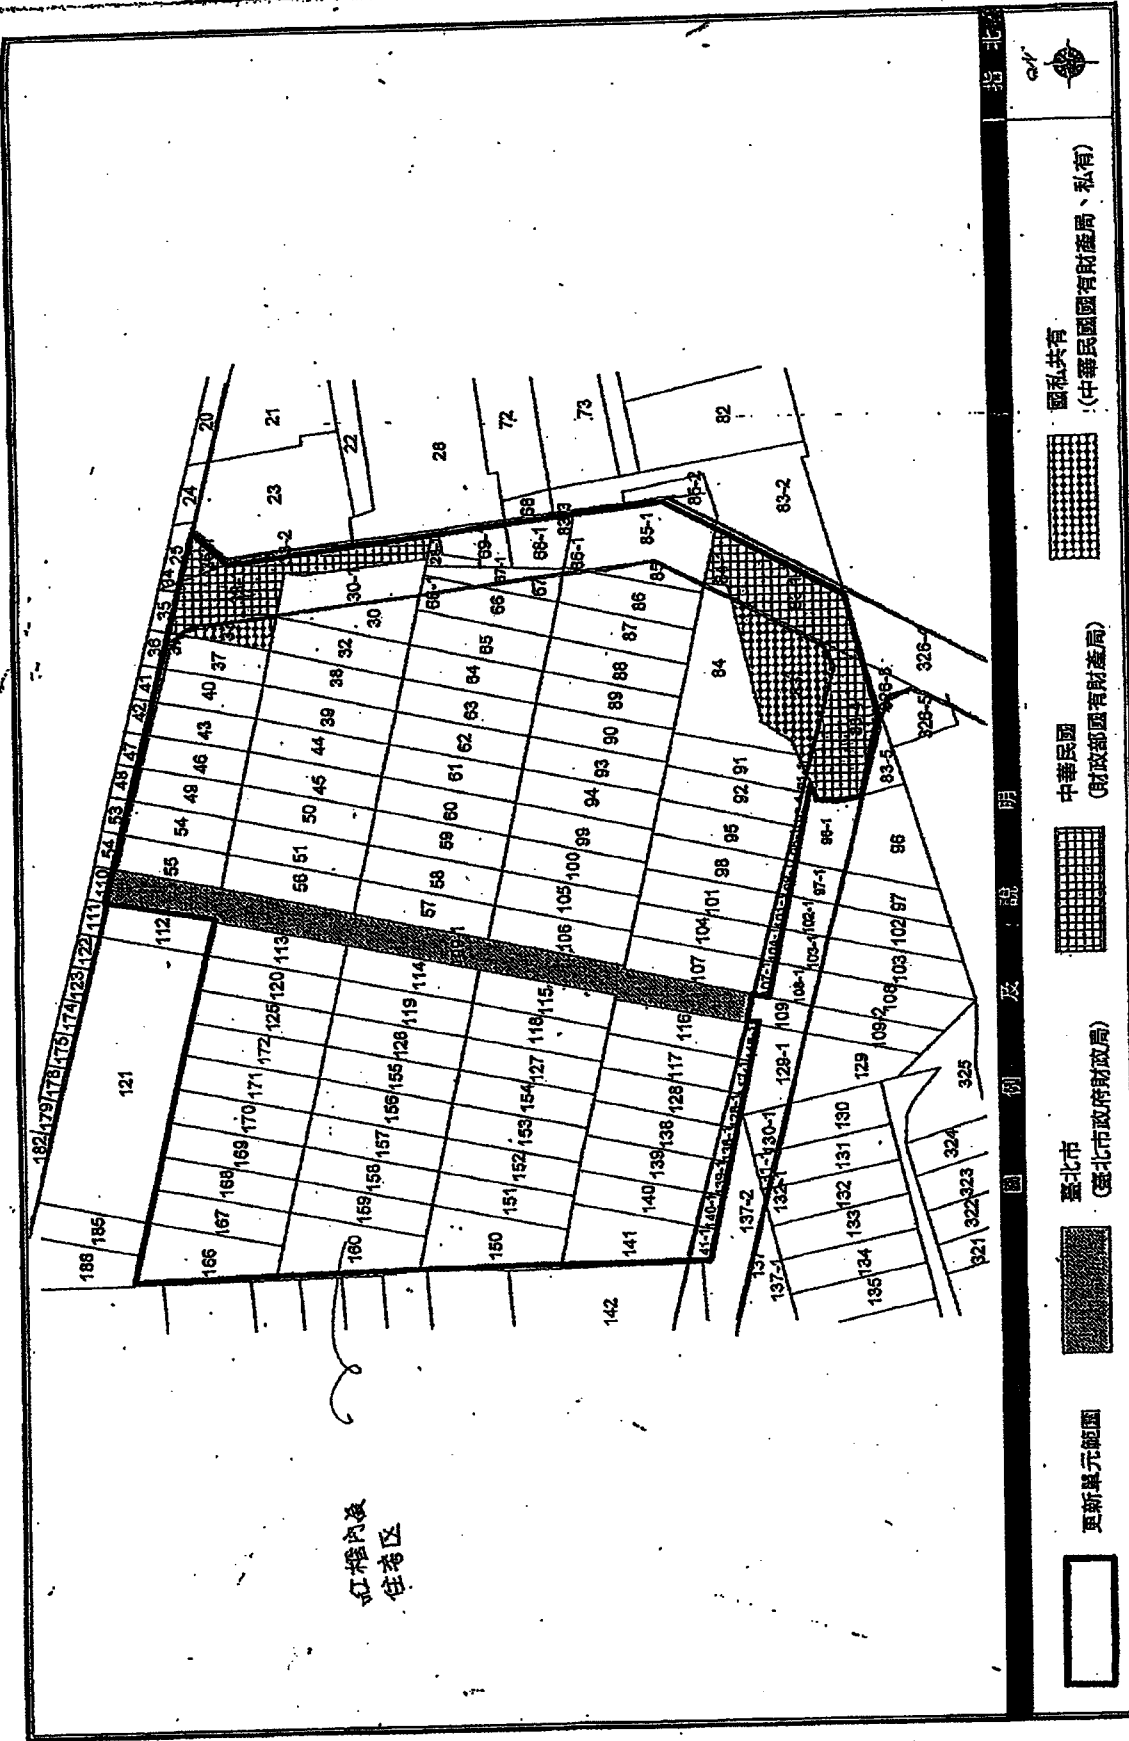 182 179 178 175 174 123 122 111 110 54 53 48 47 42 41 36 35 34 25 24 20
188 185 121 112 55 54 49 46 43 40 37 23 21
166 167 168 169 170 171 172 125 120 113 56 51 50 45 44 39 38 32 30 30-1 22
160 159 158 157 156 155 126 119 114 57 58 59 60 61 62 63 64 65 66 67 69-1 28
150 151 152 153 154 127 118 115 106 105 100 99 94 93 90 89 88 87 86 68-1 68 72
141 140 139 138 128 117 116 107 104 101 98 95 92 91 84 85 85-1 73
142 137-2 129-1 109 108-1 103-1 102-1 97-1 96-1 83-5 83-2 82
137 137-1 132-1 130-1 109-2 108 103 102 97 96
135 134 133 132 131 130 129
321 322 323 324 325
紅框內為
住宅区
圖例及說明
指北
更新單元範圍
臺北市
(臺北市政府財政局)
中華民國
(財政部國有財產局)
國私共有
(中華民國國有財產局、私有)